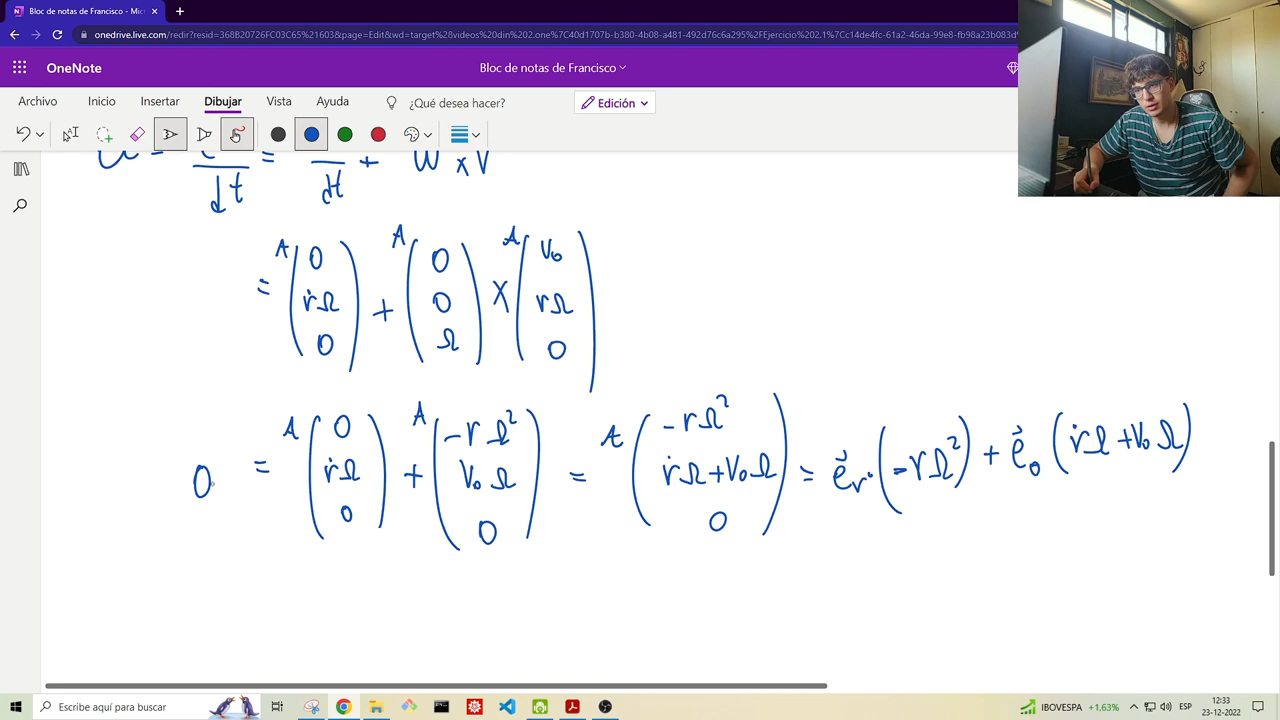 Bloc de notas de Francisco - Micr
onedrive.live.com/redir?resid=368B20726FC03C65%21603&page=Edit&wd=target%28videos%20din%202.one%7C40d1707b-b380-4b08-a481-492d76c6a295%2FEjercicio%202.1%7Cc14de4fc-61a2-46da-99e8-fb98a23b083d%
OneNote
Bloc de notas de Francisco
Archivo Inicio Insertar Dibujar Vista Ayuda ¿Qué desea hacer? Edición
dt = dt + W x V
= A(0, ṙΩ, 0) + A(0, 0, Ω) x A(V₀, rΩ, 0)
0 = A(0, ṙΩ, 0) + A(-rΩ², V₀Ω, 0) = A(-rΩ², ṙΩ+V₀Ω, 0) = e⃗r (-rΩ²) + e⃗₀ (ṙΩ+V₀Ω)
Escribe aquí para buscar
IBOVESPA +1,63% ESP 12:33
23-12-2022